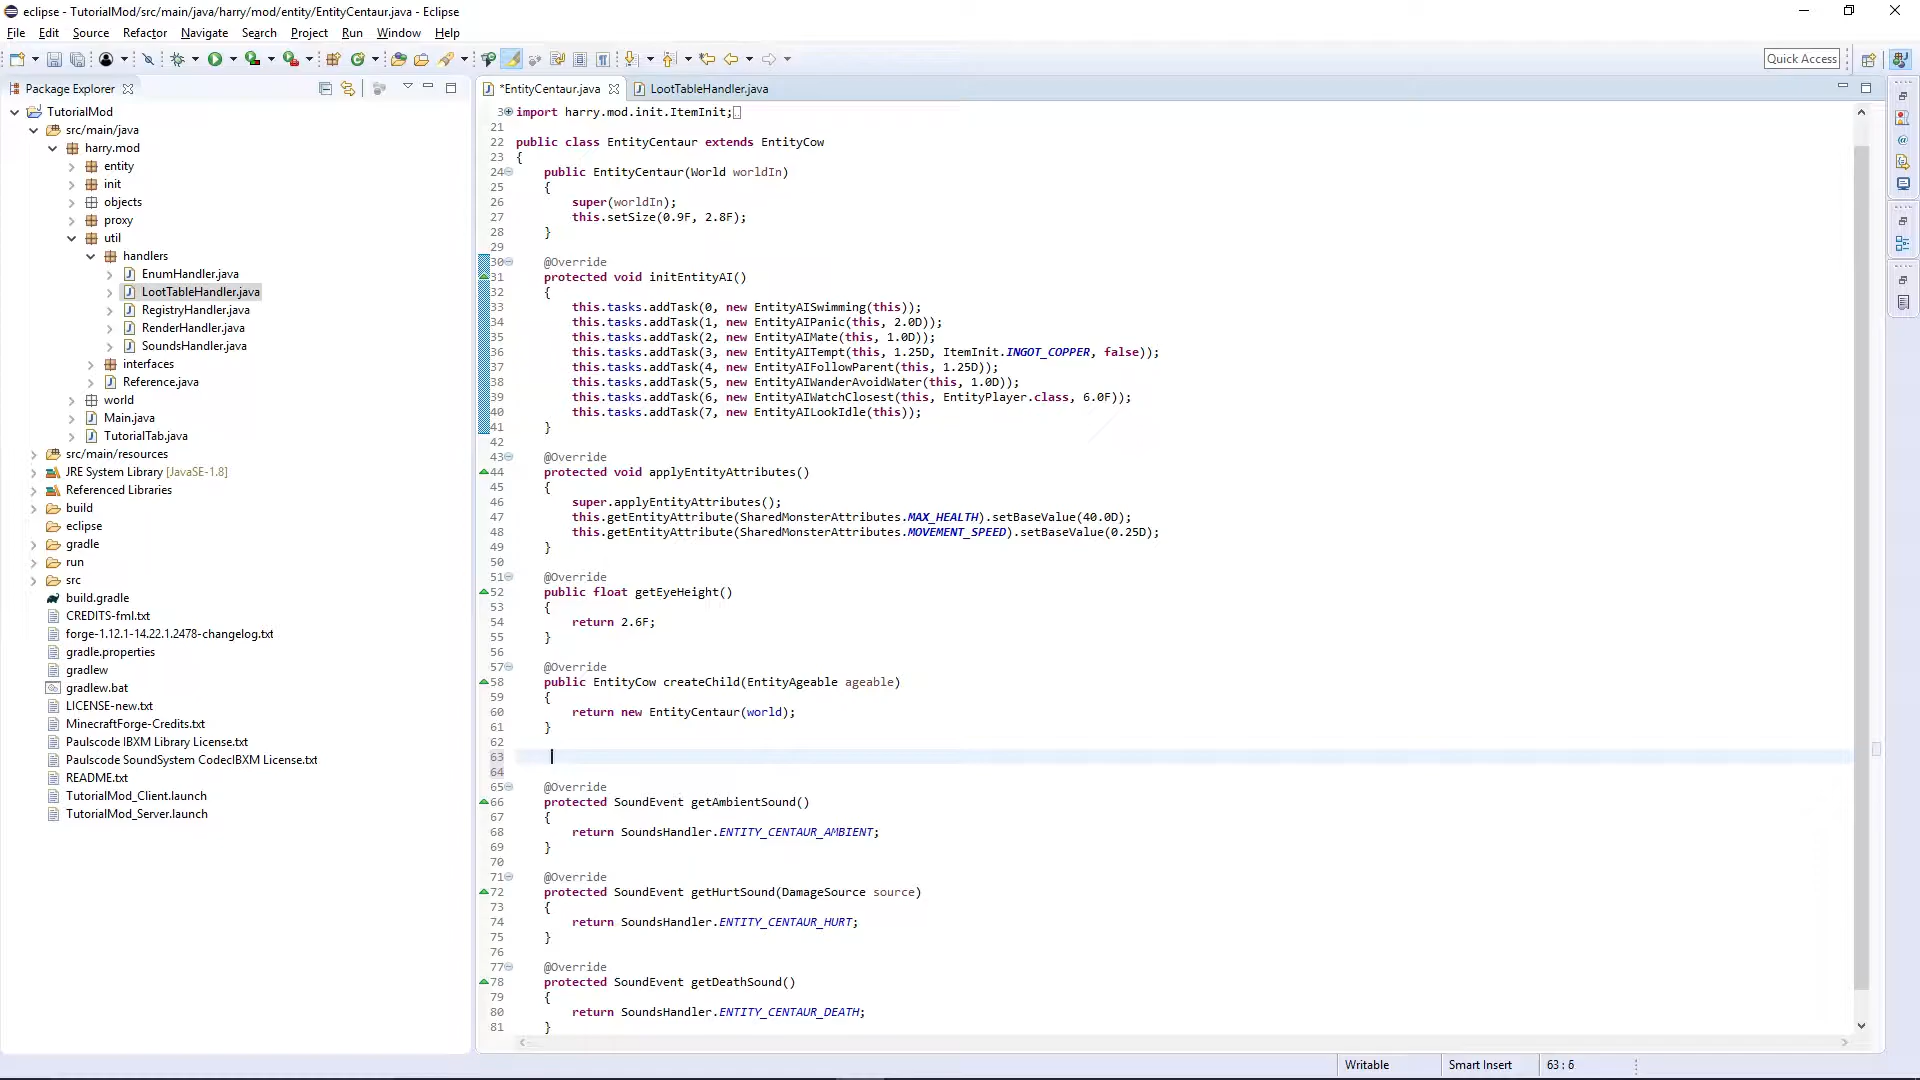 eclipse - TutorialMod/src/main/java/harry/mod/entity/EntityCentaur.java - Eclipse
File Edit Source Refactor Navigate Search Project Run Window Help
Quick Access
Package Explorer
TutorialMod
src/main/java
harry.mod
entity
init
objects
proxy
util
handlers
EnumHandler.java
LootTableHandler.java
RegistryHandler.java
RenderHandler.java
SoundsHandler.java
interfaces
Reference.java
world
Main.java
TutorialTab.java
src/main/resources
JRE System Library [JavaSE-1.8]
Referenced Libraries
build
eclipse
gradle
run
src
build.gradle
CREDITS-fml.txt
forge-1.12.1-14.22.1.2478-changelog.txt
gradle.properties
gradlew
gradlew.bat
LICENSE-new.txt
MinecraftForge-Credits.txt
Paulscode IBXM Library License.txt
Paulscode SoundSystem CodecIBXM License.txt
README.txt
TutorialMod_Client.launch
TutorialMod_Server.launch
*EntityCentaur.java LootTableHandler.java
3 import harry.mod.init.ItemInit;
21
22 public class EntityCentaur extends EntityCow
23 {
24 public EntityCentaur(World worldIn)
25 {
26 super(worldIn);
27 this.setSize(0.9F, 2.8F);
28 }
29
30 @Override
31 protected void initEntityAI()
32 {
33 this.tasks.addTask(0, new EntityAISwimming(this));
34 this.tasks.addTask(1, new EntityAIPanic(this, 2.0D));
35 this.tasks.addTask(2, new EntityAIMate(this, 1.0D));
36 this.tasks.addTask(3, new EntityAITempt(this, 1.25D, ItemInit.INGOT_COPPER, false));
37 this.tasks.addTask(4, new EntityAIFollowParent(this, 1.25D));
38 this.tasks.addTask(5, new EntityAIWanderAvoidWater(this, 1.0D));
39 this.tasks.addTask(6, new EntityAIWatchClosest(this, EntityPlayer.class, 6.0F));
40 this.tasks.addTask(7, new EntityAILookIdle(this));
41 }
42
43 @Override
44 protected void applyEntityAttributes()
45 {
46 super.applyEntityAttributes();
47 this.getEntityAttribute(SharedMonsterAttributes.MAX_HEALTH).setBaseValue(40.0D);
48 this.getEntityAttribute(SharedMonsterAttributes.MOVEMENT_SPEED).setBaseValue(0.25D);
49 }
50
51 @Override
52 public float getEyeHeight()
53 {
54 return 2.6F;
55 }
56
57 @Override
58 public EntityCow createChild(EntityAgeable ageable)
59 {
60 return new EntityCentaur(world);
61 }
62
63
64
65 @Override
66 protected SoundEvent getAmbientSound()
67 {
68 return SoundsHandler.ENTITY_CENTAUR_AMBIENT;
69 }
70
71 @Override
72 protected SoundEvent getHurtSound(DamageSource source)
73 {
74 return SoundsHandler.ENTITY_CENTAUR_HURT;
75 }
76
77 @Override
78 protected SoundEvent getDeathSound()
79 {
80 return SoundsHandler.ENTITY_CENTAUR_DEATH;
81 }
Writable Smart Insert 63 : 6